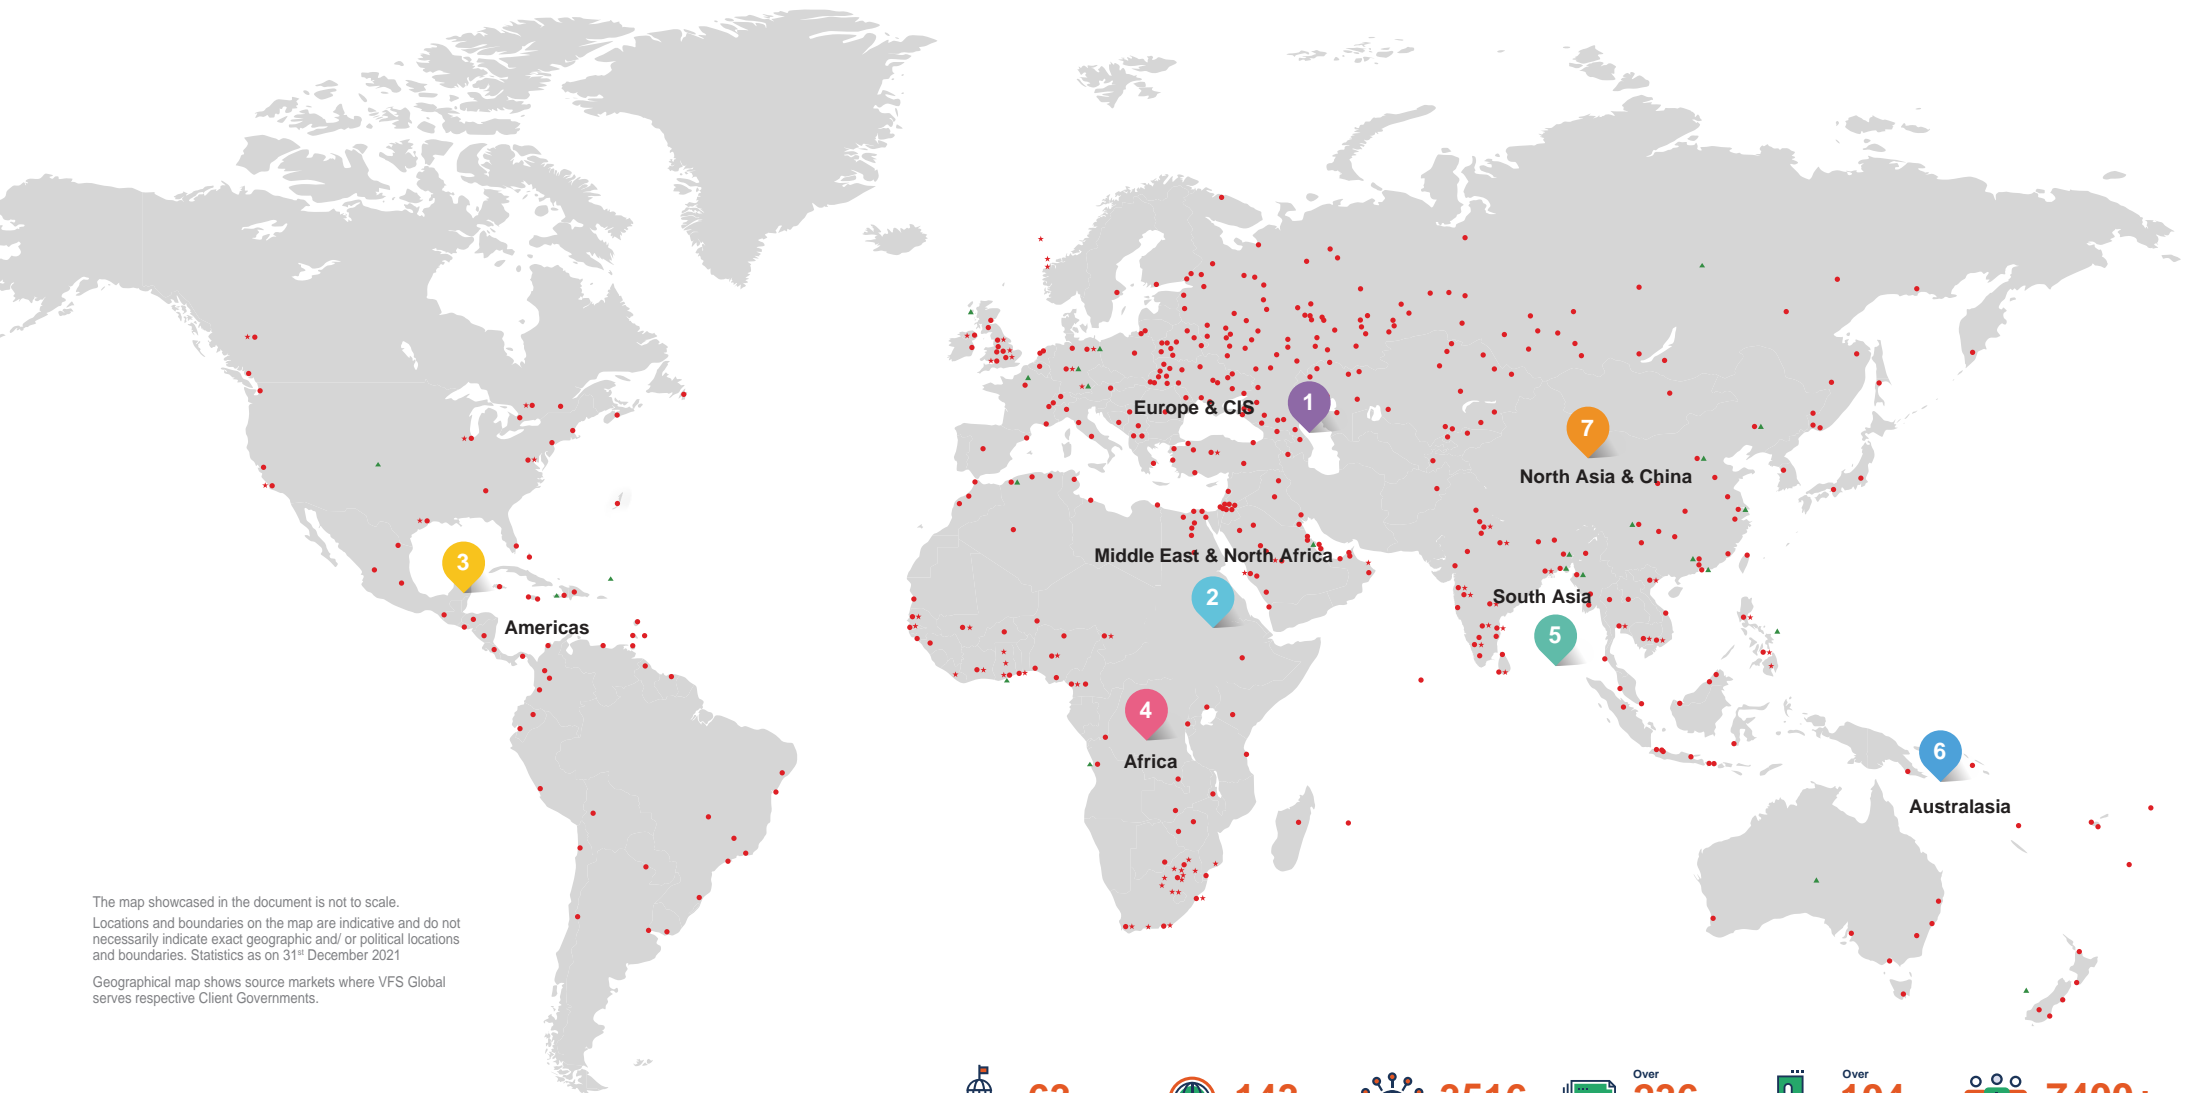 1
Europe & CIS
7
North Asia & China
Middle East & North Africa
3
2
South Asia
Americas
5
4
Africa
6
Australasia
The map showcased in the document is not to scale.
Locations and boundaries on the map are indicative and do not
necessarily indicate exact geographic and/ or political locations
and boundaries. Statistics as on 31st December 2021
Geographical map shows source markets where VFS Global
serves respective Client Governments.
Over
Over